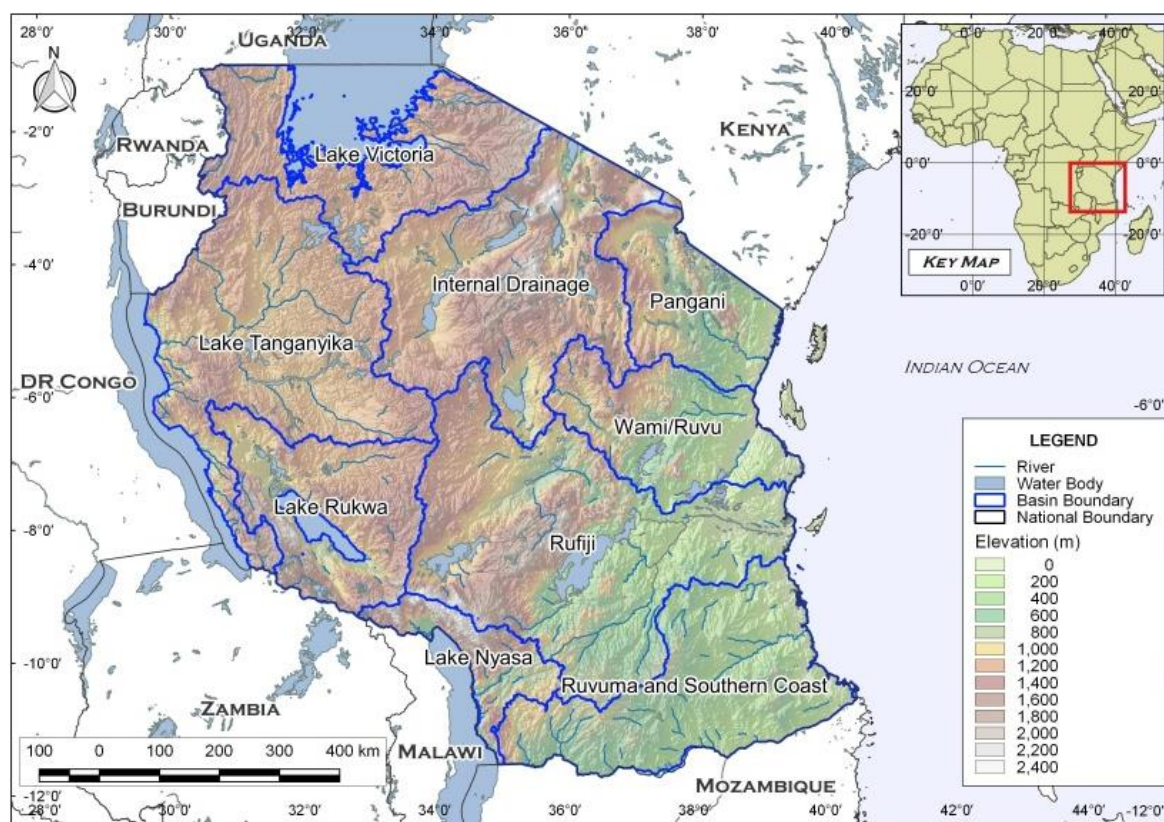 28°0' 30°0' 32°0' 34°0' 36°0' 38°0' 40°0'
N
UGANDA
-2°0'
RWANDA
BURUNDI
KENYA
Lake Victoria
-4°0'
Internal Drainage
Pangani
Lake Tanganyika
DR CONGO
-6°0'
Wami/Ruvu
Lake Rukwa
-8°0'
Rufiji
-10°0'
Lake Nyasa
Ruvuma and Southern Coast
ZAMBIA
MALAWI
MOZAMBIQUE
INDIAN OCEAN
-6°0'
100 0 100 200 300 400 km
-12°0'
28°0' 30°0' 32°0' 34°0' 36°0' 38°0' 40°0' 42°0' 44°0' -12°0'
0°0' 20°0' 40°0'
20°0' 20°0'
0°0' 0°0'
-20°0' -20°0'
KEY MAP
0°0' 20°0' 40°0'
LEGEND
River
Water Body
Basin Boundary
National Boundary
Elevation (m)
0
200
400
600
800
1,000
1,200
1,400
1,600
1,800
2,000
2,200
2,400